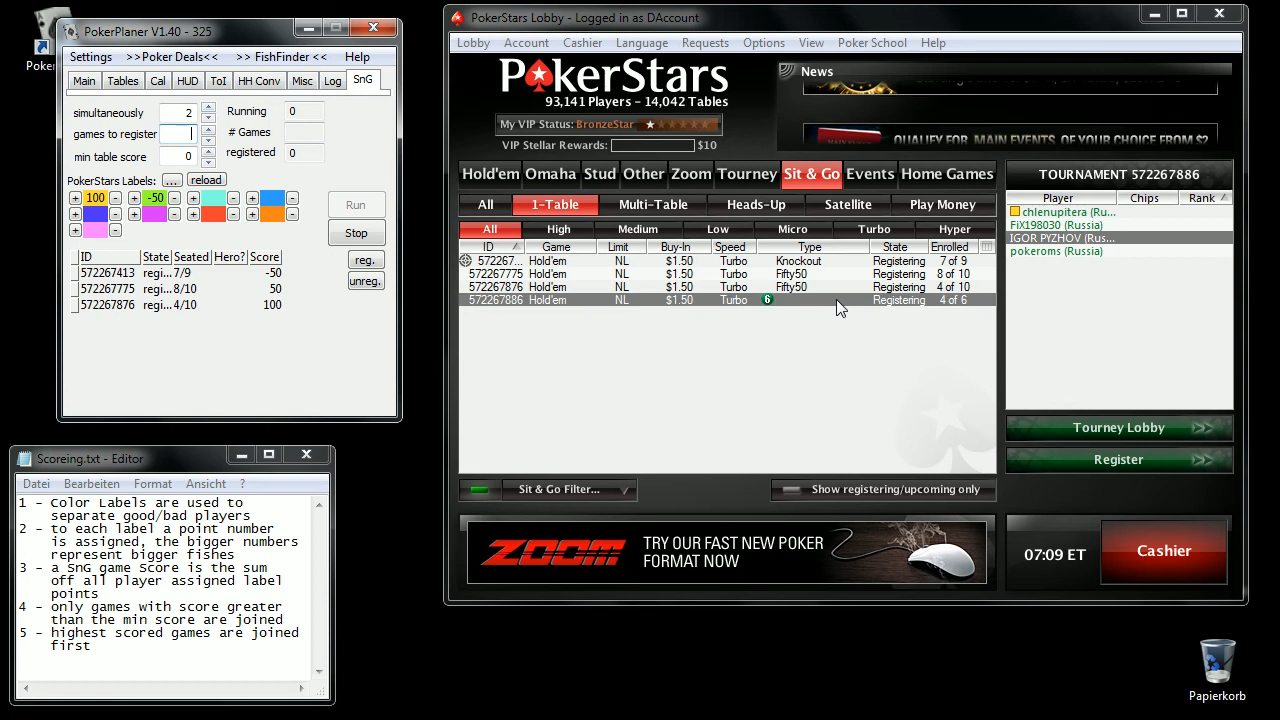 Poker
PokerPlaner V1.40 - 325
Settings >>Poker Deals<< >> FishFinder << Help
Main Tables Cal HUD ToI HH Conv Misc Log SnG
simultaneously 2 Running 0
games to register # Games
min table score 0 registered 0
PokerStars Labels: ... reload
+ 100 - + -50 - + - + -
+ - + - + - + -
+ -
Run
Stop
reg.
unreg.
ID State Seated Hero? Score
572267413 regi... 7/9 -50
572267775 regi... 8/10 50
572267876 regi... 4/10 100
Scoreing.txt - Editor
Datei Bearbeiten Format Ansicht ?
1 - Color Labels are used to
separate good/bad players
2 - to each label a point number
is assigned, the bigger numbers
represent bigger fishes
3 - a SnG game Score is the sum
off all player assigned label
points
4 - only games with score greater
than the min score are joined
5 - highest scored games are joined
first
PokerStars Lobby - Logged in as DAccount
Lobby Account Cashier Language Requests Options View Poker School Help
PokerStars
93,141 Players - 14,042 Tables
My VIP Status: BronzeStar
VIP Stellar Rewards: $10
News
QUALIFY FOR MAIN EVENTS OF YOUR CHOICE FROM $2
Hold'em Omaha Stud Other Zoom Tourney Sit & Go Events Home Games
All 1-Table Multi-Table Heads-Up Satellite Play Money
All High Medium Low Micro Turbo Hyper
ID Game Limit Buy-In Speed Type State Enrolled
572267... Hold'em NL $1.50 Turbo Knockout Registering 7 of 9
572267775 Hold'em NL $1.50 Turbo Fifty50 Registering 8 of 10
572267876 Hold'em NL $1.50 Turbo Fifty50 Registering 4 of 10
572267886 Hold'em NL $1.50 Turbo 6 Registering 4 of 6
Sit & Go Filter...
Show registering/upcoming only
ZOOM TRY OUR FAST NEW POKER
FORMAT NOW
TOURNAMENT 572267886
Player Chips Rank
chlenupitera (Ru...
FiX198030 (Russia)
IGOR PYZHOV (Rus...
pokeroms (Russia)
Tourney Lobby >>
Register >>
07:09 ET
Cashier
Papierkorb